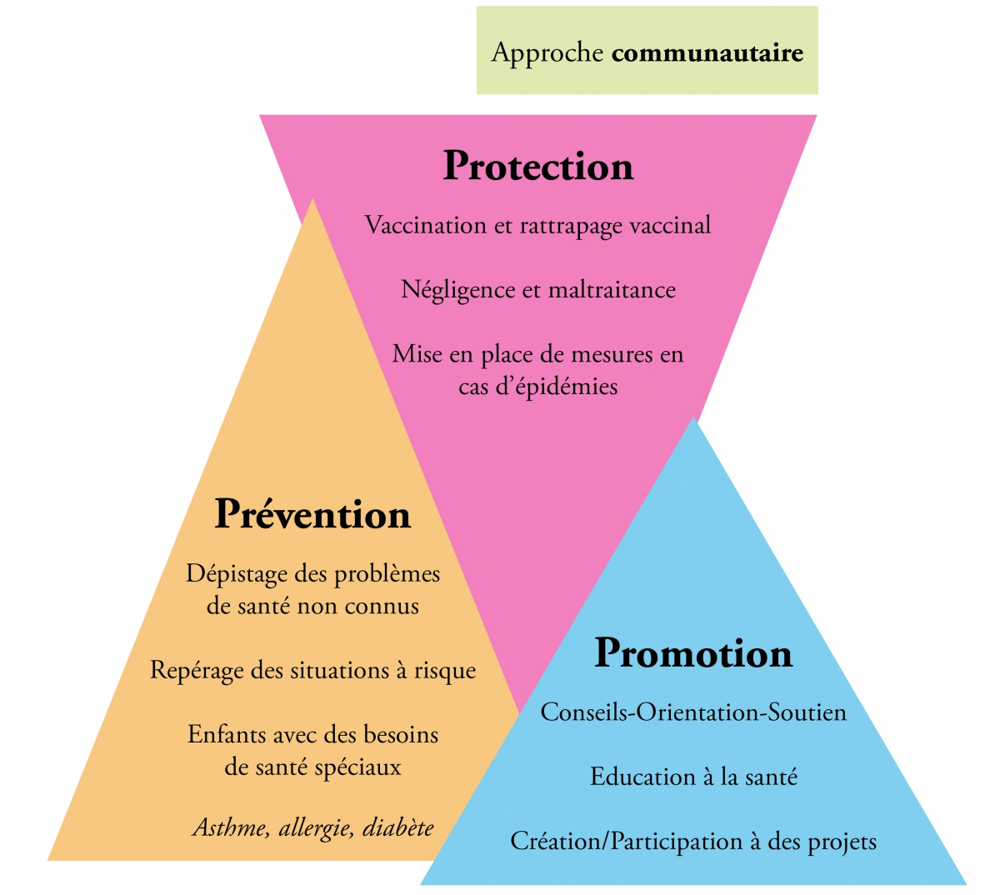 Approche communautaire
Protection
Vaccination et rattrapage vaccinal
Négligence et maltraitance
Mise en place de mesures en
cas d’épidémies
Prévention
Dépistage des problèmes
de santé non connus
Repérage des situations à risque
Enfants avec des besoins
de santé spéciaux
Asthme, allergie, diabète
Promotion
Conseils-Orientation-Soutien
Education à la santé
Création/Participation à des projets